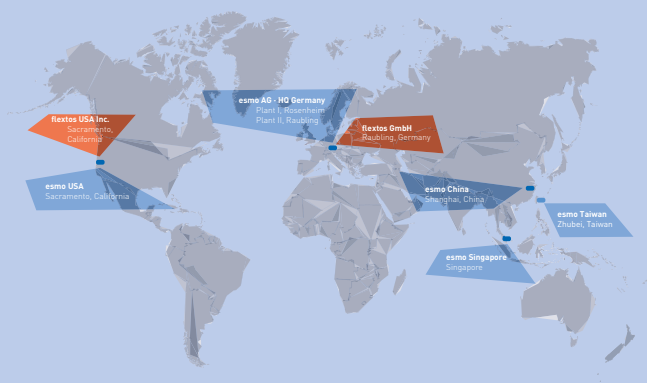 esmo AG - HQ Germany
Plant I, Rosenheim
Plant II, Raubling
flextos USA Inc.
Sacramento,
California
flextos GmbH
Raubling, Germany
esmo USA
Sacramento, California
esmo China
Shanghai, China
esmo Taiwan
Zhubei, Taiwan
esmo Singapore
Singapore